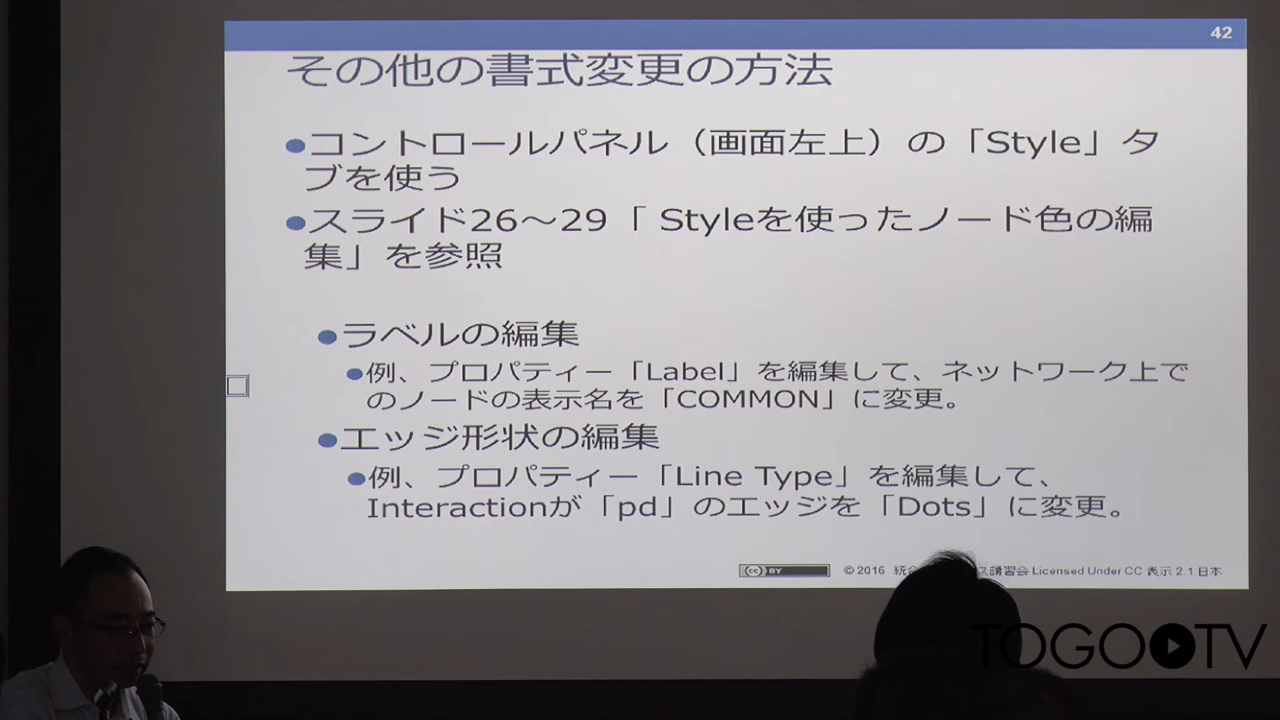 42
その他の書式変更の方法
●コントロールパネル（画面左上）の「Style」タ
ブを使う
●スライド26～29「 Styleを使ったノード色の編
集」を参照
●ラベルの編集
●例、プロパティー「Label」を編集して、ネットワーク上で
のノードの表示名を「COMMON」に変更。
●エッジ形状の編集
●例、プロパティー「Line Type」を編集して、
Interactionが「pd」のエッジを「Dots」に変更。
cc BY © 2016 統 ス講習会 Licensed Under CC 表示 2.1 日本
TOGO TV